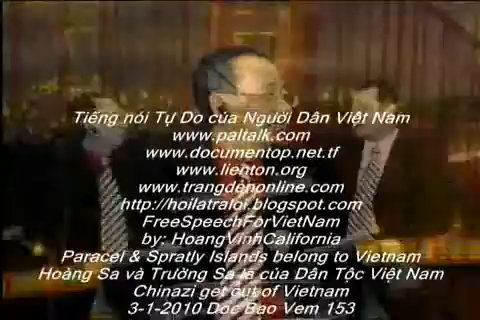 Tiếng nói Tự Do của Người Dân Việt Nam
www.paltalk.com
www.documentop.net.tf
www.lienton.org
www.trangdenonline.com
http://hoilatraloi.blogspot.com
FreeSpeechForVietNam
by: HoangVinhCalifornia
Paracel & Spratly Islands belong to Vietnam
Hoàng Sa và Trường Sa là của Dân Tộc Việt Nam
Chinazi get out of Vietnam
3-1-2010 Doc Bao Vem 153